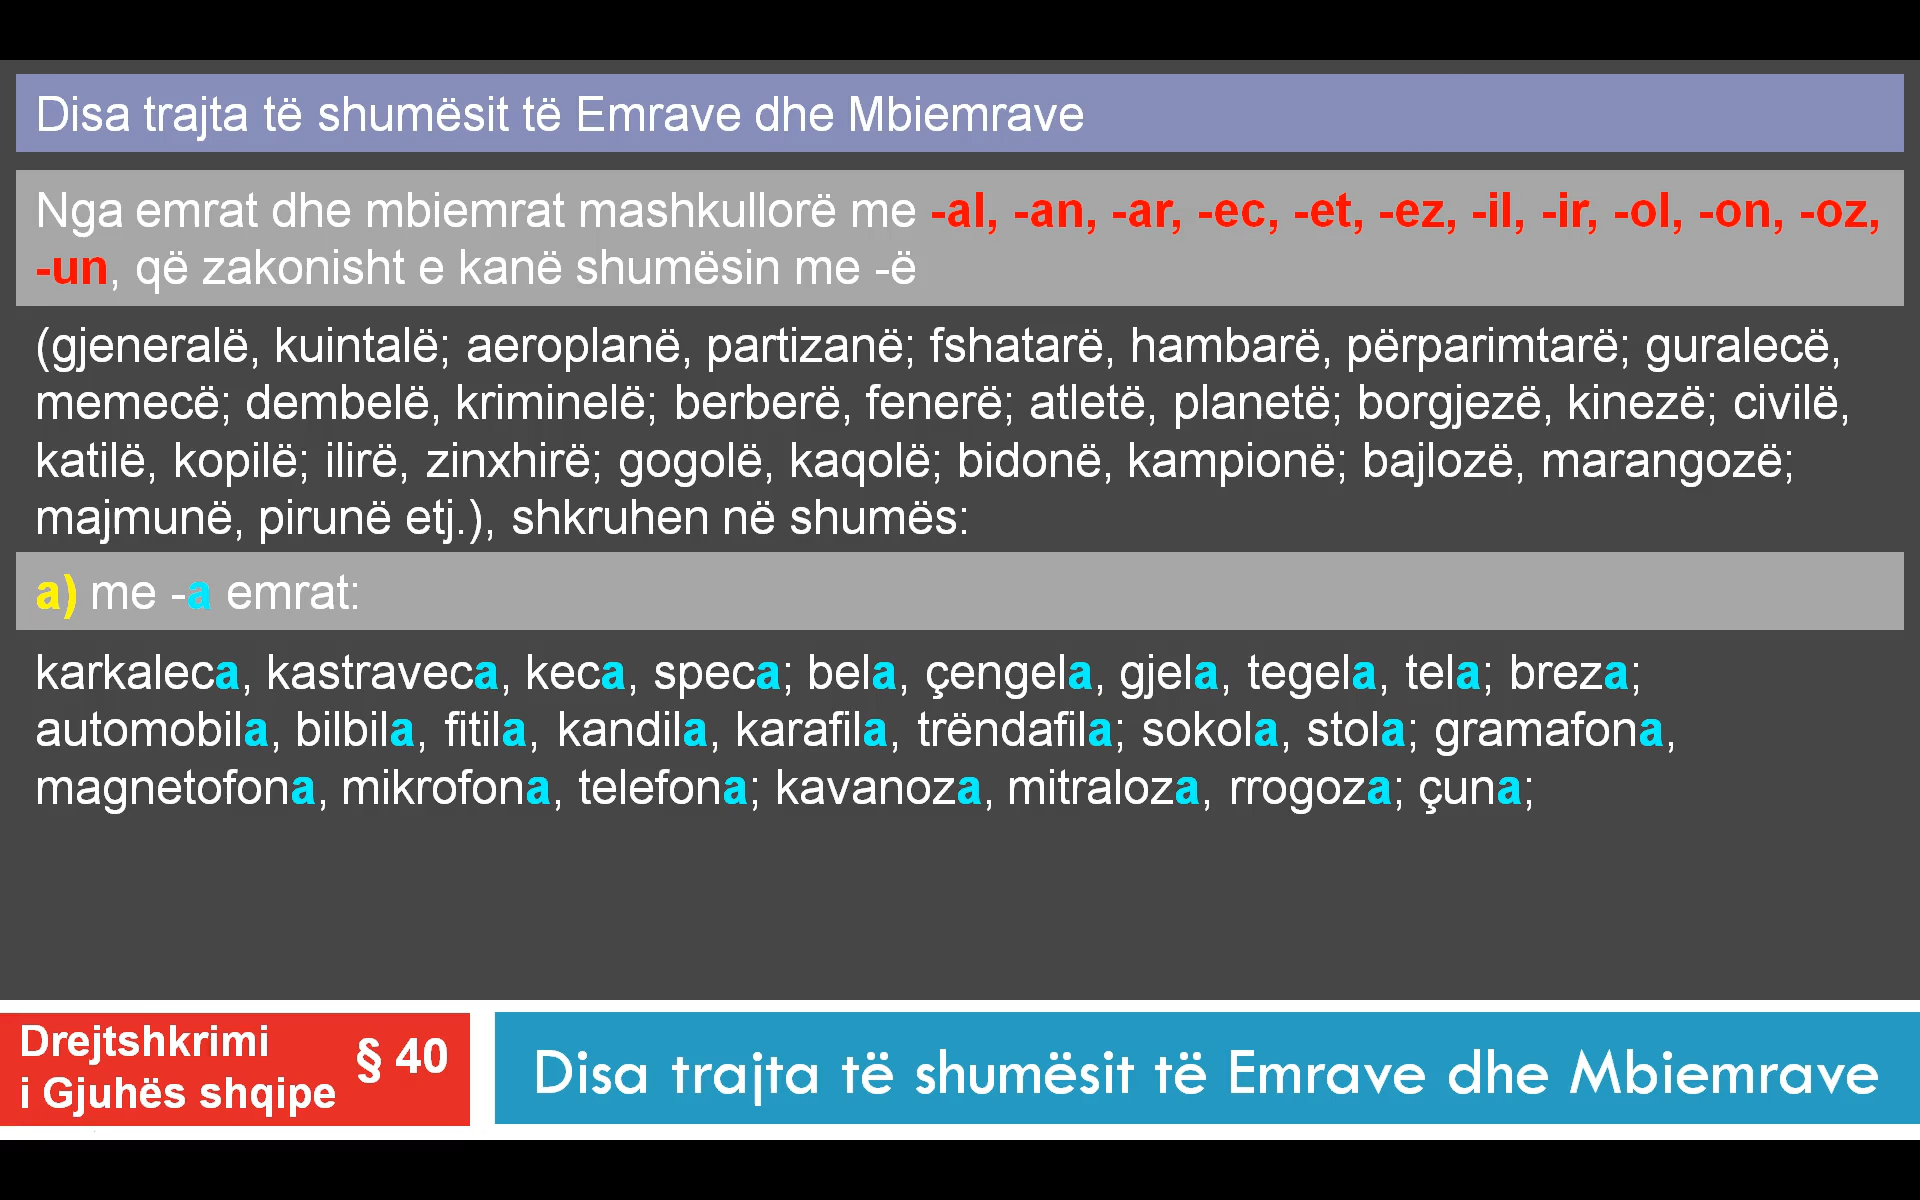 Disa trajta të shumësit të Emrave dhe Mbiemrave
Nga emrat dhe mbiemrat mashkullorë me -al, -an, -ar, -ec, -et, -ez, -il, -ir, -ol, -on, -oz,
-un, që zakonisht e kanë shumësin me -ë
(gjeneralë, kuintalë; aeroplanë, partizanë; fshatarë, hambarë, përparimtarë; guralecë,
memecë; dembelë, kriminelë; berberë, fenerë; atletë, planetë; borgjezë, kinezë; civilë,
katilë, kopilë; ilirë, zinxhirë; gogolë, kaqolë; bidonë, kampionë; bajlozë, marangozë;
majmunë, pirunë etj.), shkruhen në shumës:
a) me -a emrat:
karkaleca, kastraveca, keca, speca; bela, çengela, gjela, tegela, tela; breza;
automobila, bilbila, fitila, kandila, karafila, trëndafila; sokola, stola; gramafona,
magnetofona, mikrofona, telefona; kavanoza, mitraloza, rrogoza; çuna;
Drejtshkrimi
i Gjuhës shqipe
§ 40
Disa trajta të shumësit të Emrave dhe Mbiemrave